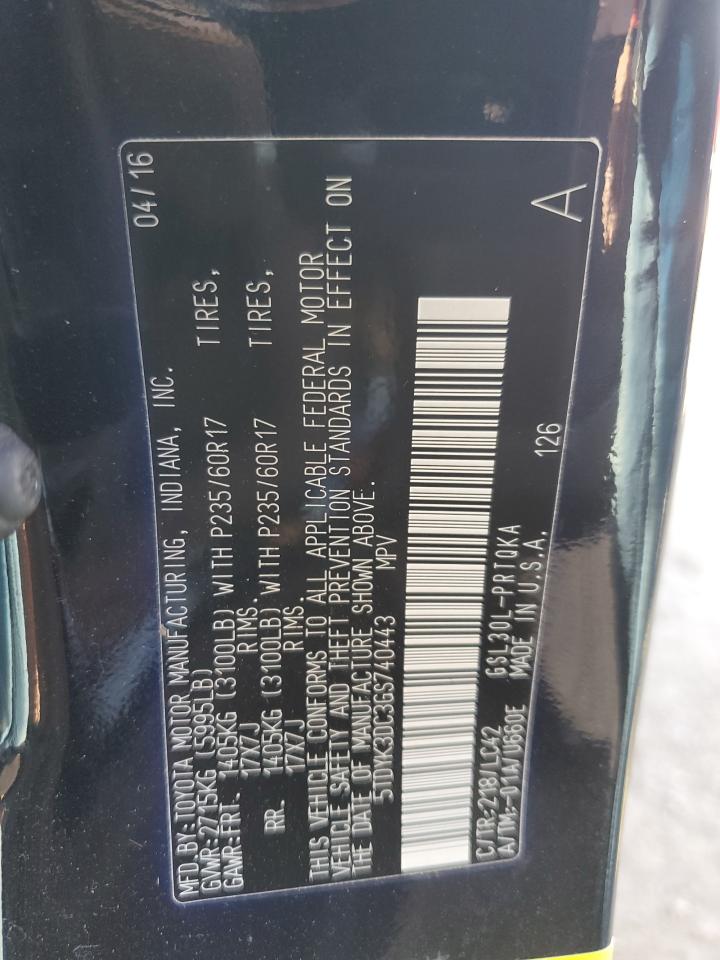 MFD.BY:TOYOTA MOTOR MANUFACTURING, INDIANA, INC. 04/16
GVWR:2715KG (5995LB)
GAWR:FRT. 1405KG (3100LB) WITH P235/60R17 TIRES,
17X7J RIMS.
RR. 1405KG (3100LB) WITH P235/60R17 TIRES,
17X7J RIMS.
THIS VEHICLE CONFORMS TO ALL APPLICABLE FEDERAL MOTOR
VEHICLE SAFETY AND THEFT PREVENTION STANDARDS IN EFFECT ON
THE DATE OF MANUFACTURE SHOWN ABOVE.
5TDYK3DC3GS740443 MPV
C/TR:218/LS42 GSL30L-PRTQKA 126 A
A/TM:-01A/U660E MADE IN U.S.A.